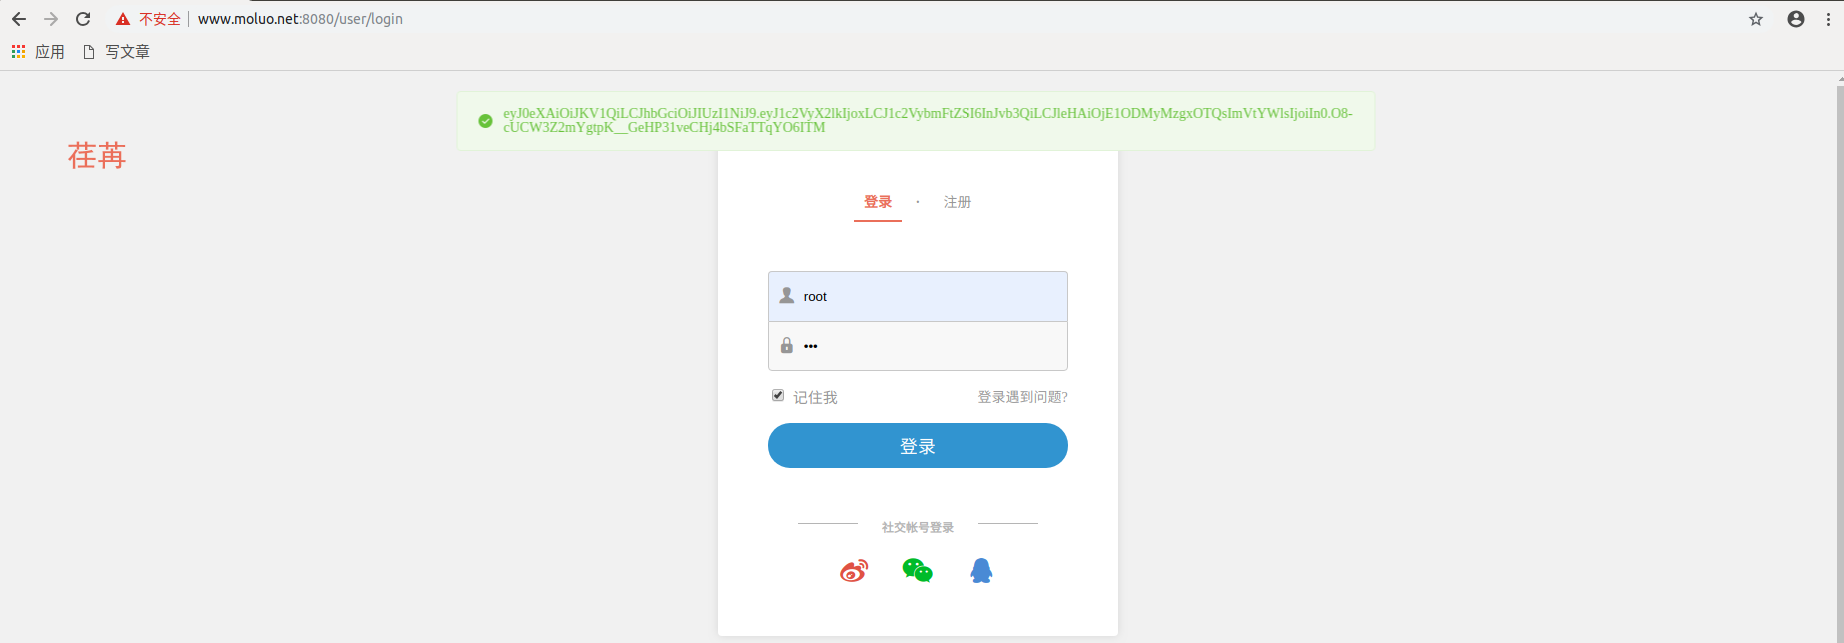 不安全 www.moluo.net:8080/user/login
应用 写文章
eyJ0eXAiOiJKV1QiLCJhbGciOiJIUzI1NiJ9.eyJ1c2VyX2lkIjoxLCJ1c2VybmFtZSI6InJvb3QiLCJleHAiOjE1ODMyMzgxOTQsImVtYWlsIjoiIn0.O8-
cUCW3Z2mYgtpK__GeHP31veCHj4bSFaTTqYO6ITM
荏苒
登录 · 注册
root
•••
记住我 登录遇到问题?
登录
社交帐号登录